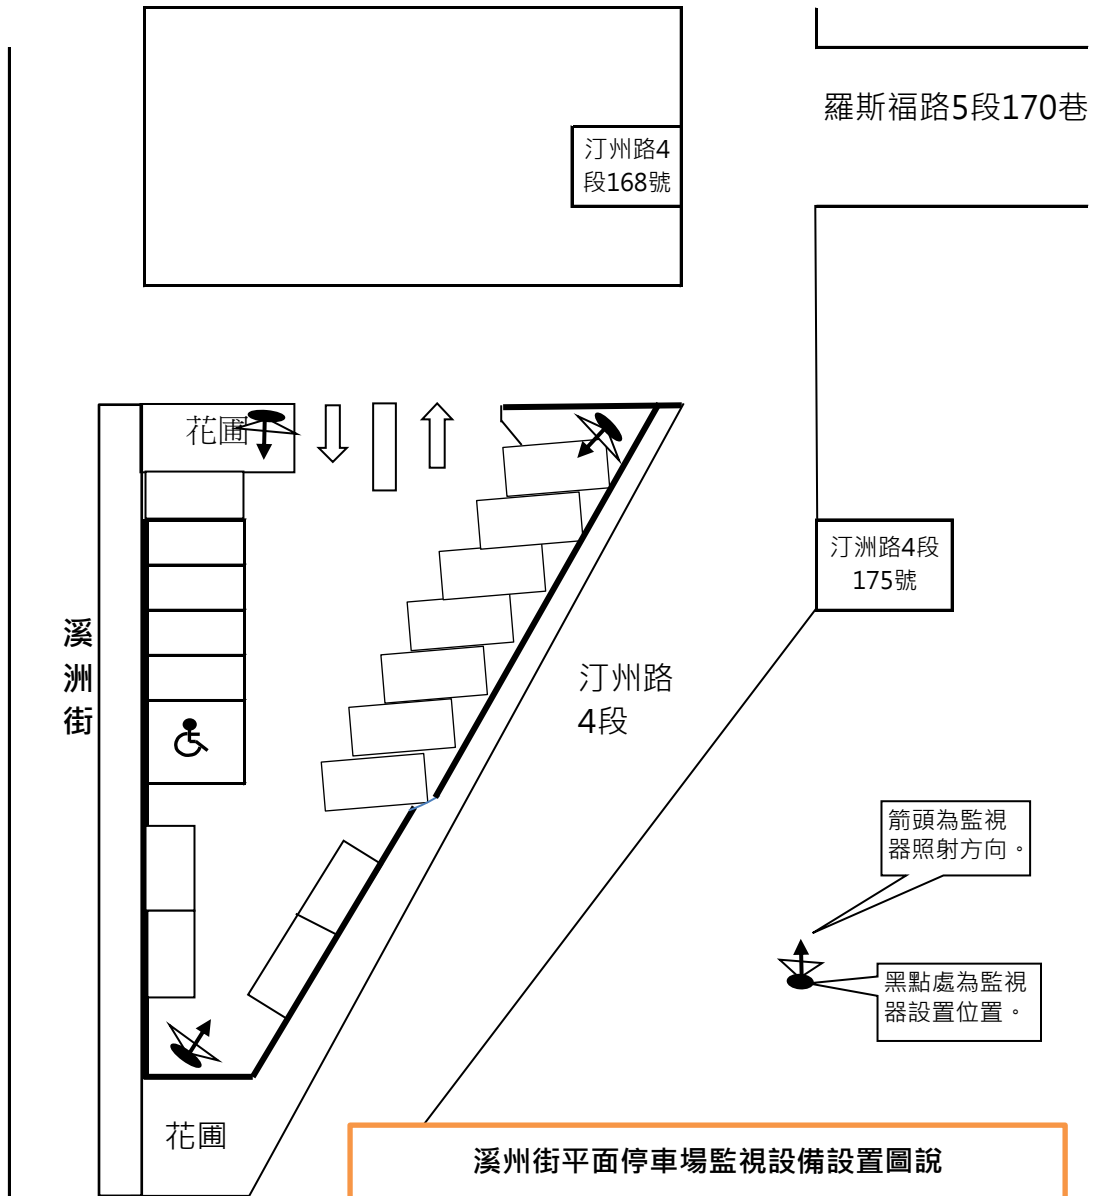 羅斯福路5段170巷
汀州路4
段168號
花圃
汀洲路4段
175號
溪
洲
街
汀州路
4段
箭頭為監視
器照射方向。
黑點處為監視
器設置位置。
花圃
溪州街平面停車場監視設備設置圖說